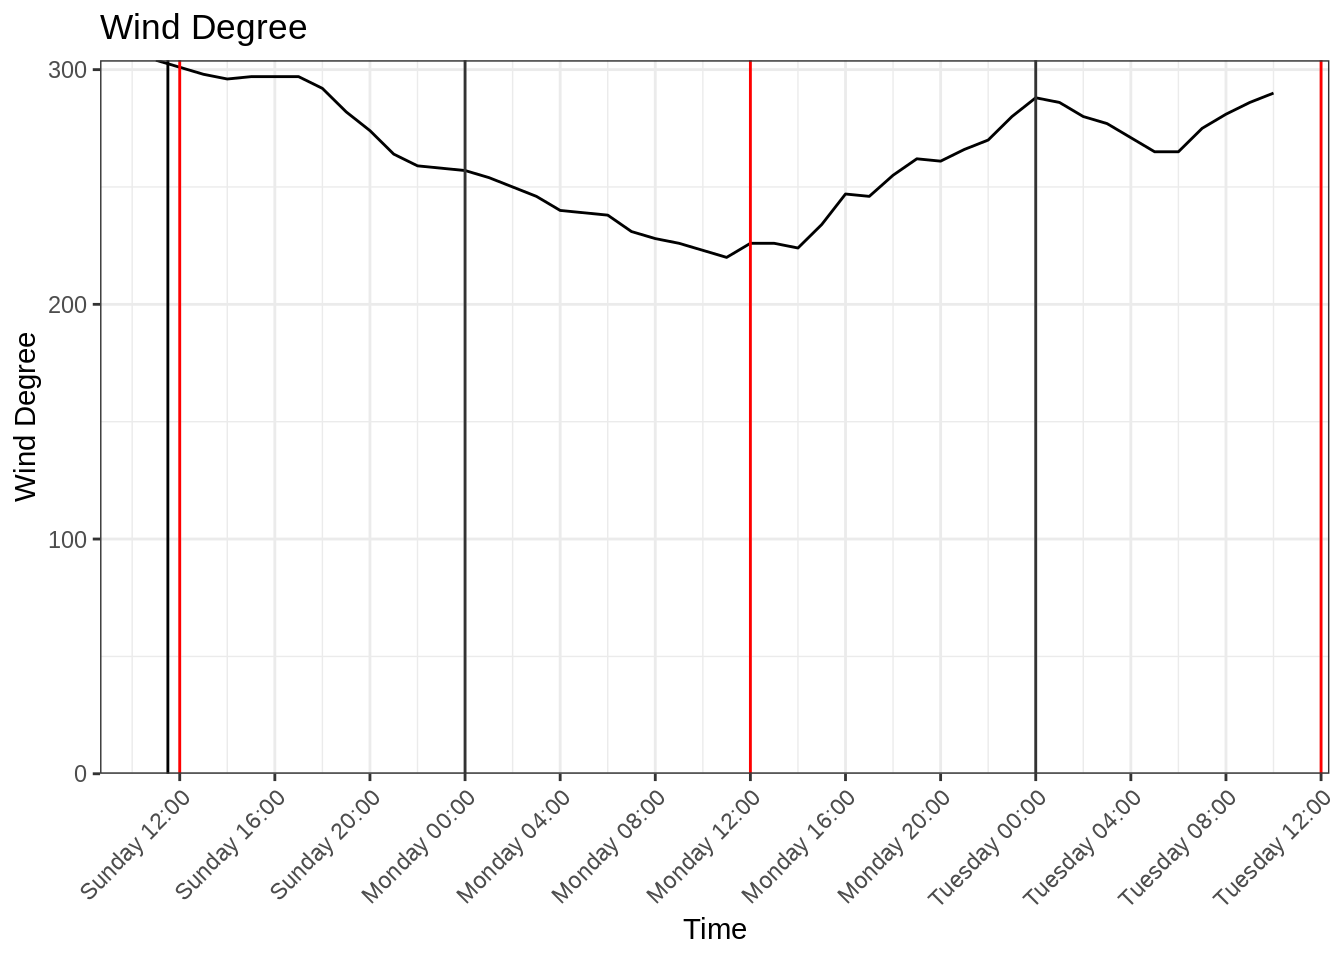 Wind Degree
300
200
100
0
Wind Degree
Sunday 12:00
Sunday 16:00
Sunday 20:00
Monday 00:00
Monday 04:00
Monday 08:00
Monday 12:00
Monday 16:00
Monday 20:00
Tuesday 00:00
Tuesday 04:00
Tuesday 08:00
Tuesday 12:00
Time